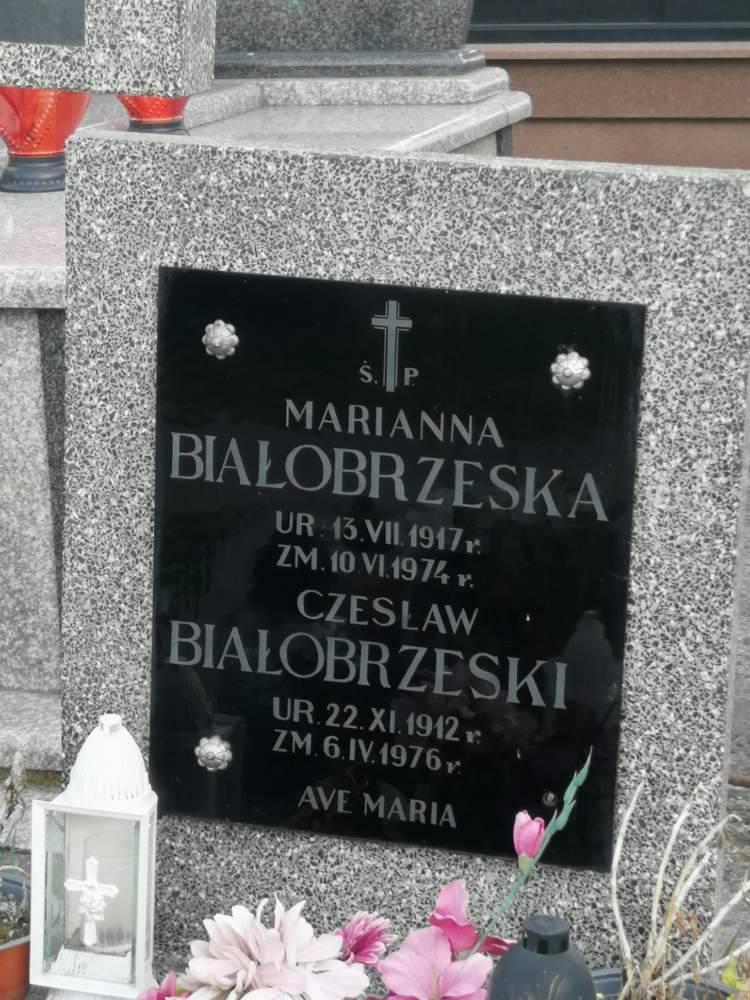 Ś.P.
MARIANNA
BIAŁOBRZESKA
UR. 13.VII.1917 r.
ZM. 10 VI.1974 r.
CZESŁAW
BIAŁOBRZESKI
UR. 22.XI.1912 r.
ZM. 6.IV.1976 r.
AVE MARIA